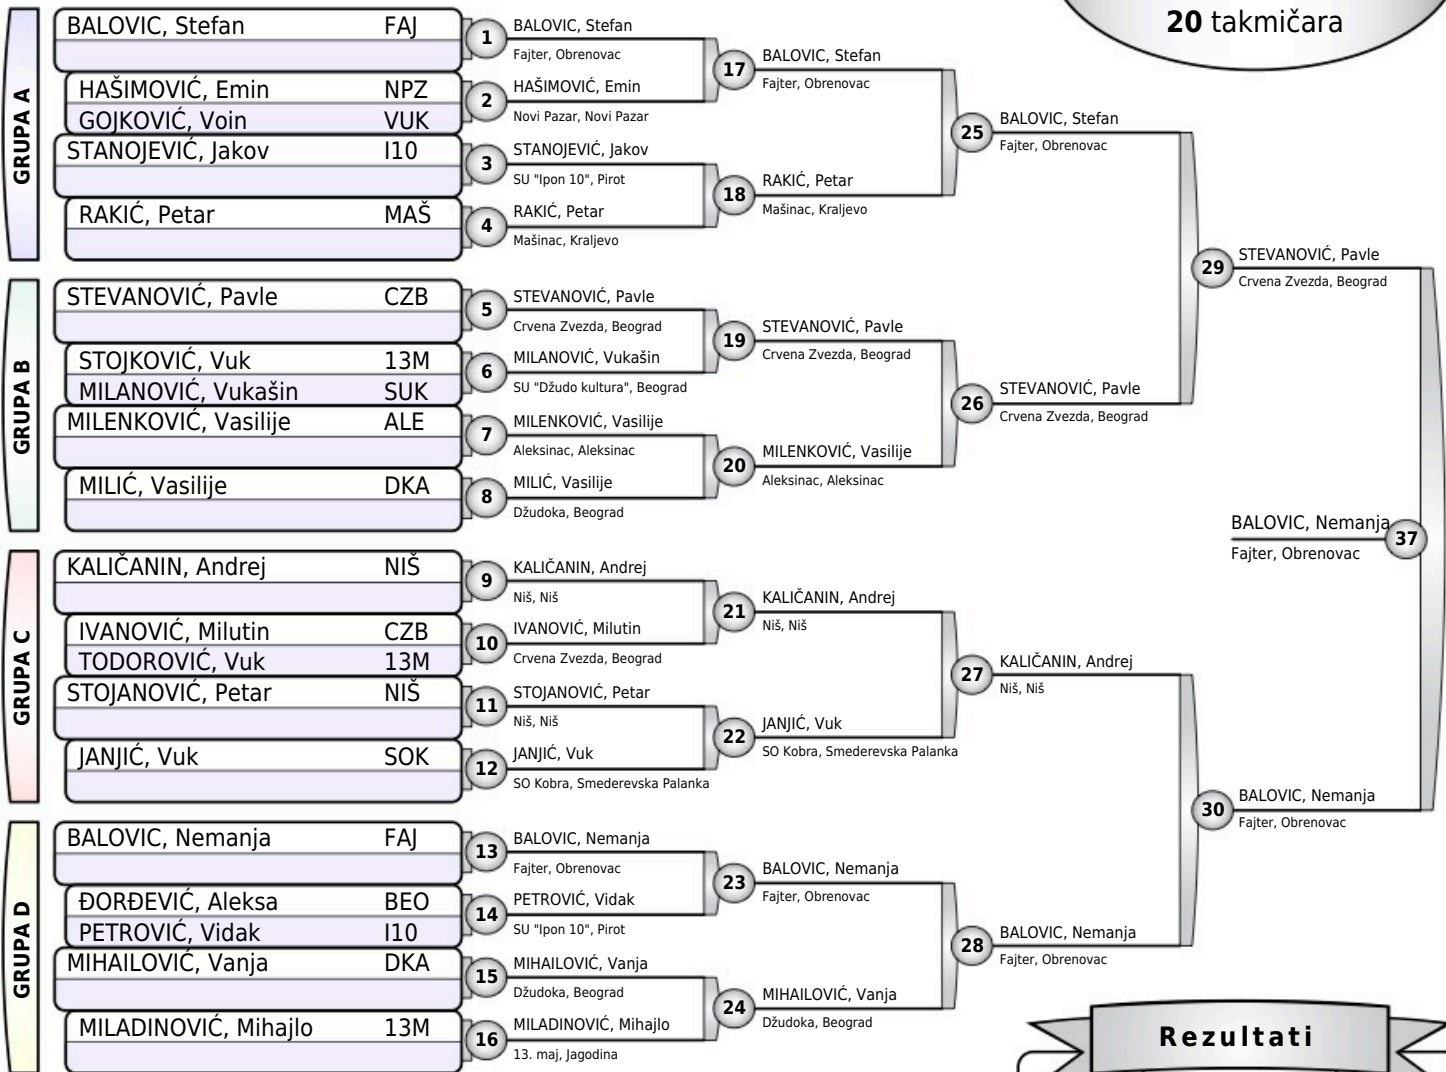 20 takmičara
GRUPA A
BALOVIC, Stefan FAJ
HAŠIMOVIĆ, Emin NPZ
GOJKOVIĆ, Voin VUK
STANOJEVIĆ, Jakov I10
RAKIĆ, Petar MAŠ
GRUPA B
STEVANOVIĆ, Pavle CZB
STOJKOVIĆ, Vuk 13M
MILANOVIĆ, Vukašin SUK
MILENKOVIĆ, Vasilije ALE
MILIĆ, Vasilije DKA
GRUPA C
KALIČANIN, Andrej NIŠ
IVANOVIĆ, Milutin CZB
TODOROVIĆ, Vuk 13M
STOJANOVIĆ, Petar NIŠ
JANJIĆ, Vuk SOK
GRUPA D
BALOVIC, Nemanja FAJ
ĐORĐEVIĆ, Aleksa BEO
PETROVIĆ, Vidak I10
MIHAILOVIĆ, Vanja DKA
MILADINOVIĆ, Mihajlo 13M
1 BALOVIC, Stefan
Fajter, Obrenovac
2 HAŠIMOVIĆ, Emin
Novi Pazar, Novi Pazar
3 STANOJEVIĆ, Jakov
SU "Ipon 10", Pirot
4 RAKIĆ, Petar
Mašinac, Kraljevo
5 STEVANOVIĆ, Pavle
Crvena Zvezda, Beograd
6 MILANOVIĆ, Vukašin
SU "Džudo kultura", Beograd
7 MILENKOVIĆ, Vasilije
Aleksinac, Aleksinac
8 MILIĆ, Vasilije
Džudoka, Beograd
9 KALIČANIN, Andrej
Niš, Niš
10 IVANOVIĆ, Milutin
Crvena Zvezda, Beograd
11 STOJANOVIĆ, Petar
Niš, Niš
12 JANJIĆ, Vuk
SO Kobra, Smederevska Palanka
13 BALOVIC, Nemanja
Fajter, Obrenovac
14 PETROVIĆ, Vidak
SU "Ipon 10", Pirot
15 MIHAILOVIĆ, Vanja
Džudoka, Beograd
16 MILADINOVIĆ, Mihajlo
13. maj, Jagodina
17 BALOVIC, Stefan
Fajter, Obrenovac
18 RAKIĆ, Petar
Mašinac, Kraljevo
19 STEVANOVIĆ, Pavle
Crvena Zvezda, Beograd
20 MILENKOVIĆ, Vasilije
Aleksinac, Aleksinac
21 KALIČANIN, Andrej
Niš, Niš
22 JANJIĆ, Vuk
SO Kobra, Smederevska Palanka
23 BALOVIC, Nemanja
Fajter, Obrenovac
24 MIHAILOVIĆ, Vanja
Džudoka, Beograd
25 BALOVIC, Stefan
Fajter, Obrenovac
26 STEVANOVIĆ, Pavle
Crvena Zvezda, Beograd
27 KALIČANIN, Andrej
Niš, Niš
28 BALOVIC, Nemanja
Fajter, Obrenovac
29 STEVANOVIĆ, Pavle
Crvena Zvezda, Beograd
30 BALOVIC, Nemanja
Fajter, Obrenovac
BALOVIC, Nemanja 37
Fajter, Obrenovac
Rezultati